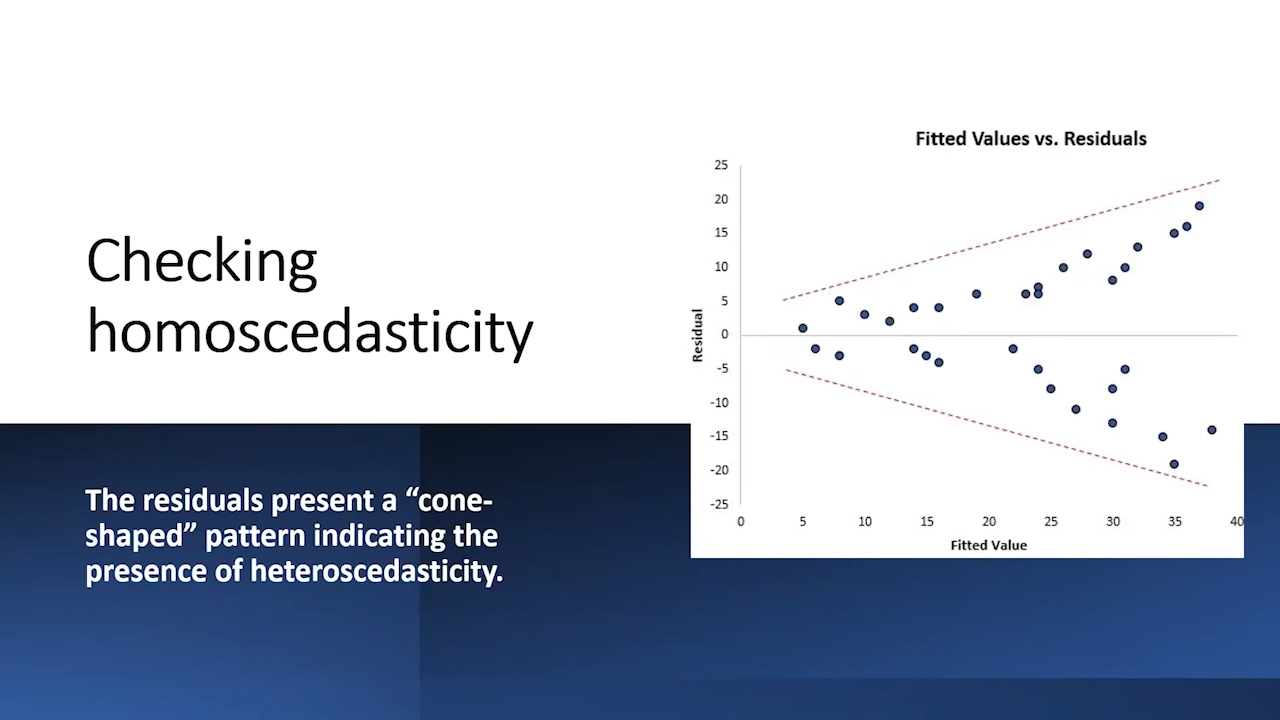 Checking
homoscedasticity
The residuals present a “cone-
shaped” pattern indicating the
presence of heteroscedasticity.
Fitted Values vs. Residuals
25
20
15
10
5
0
-5
-10
-15
-20
-25
Residual
0 5 10 15 20 25 30 35 40
Fitted Value